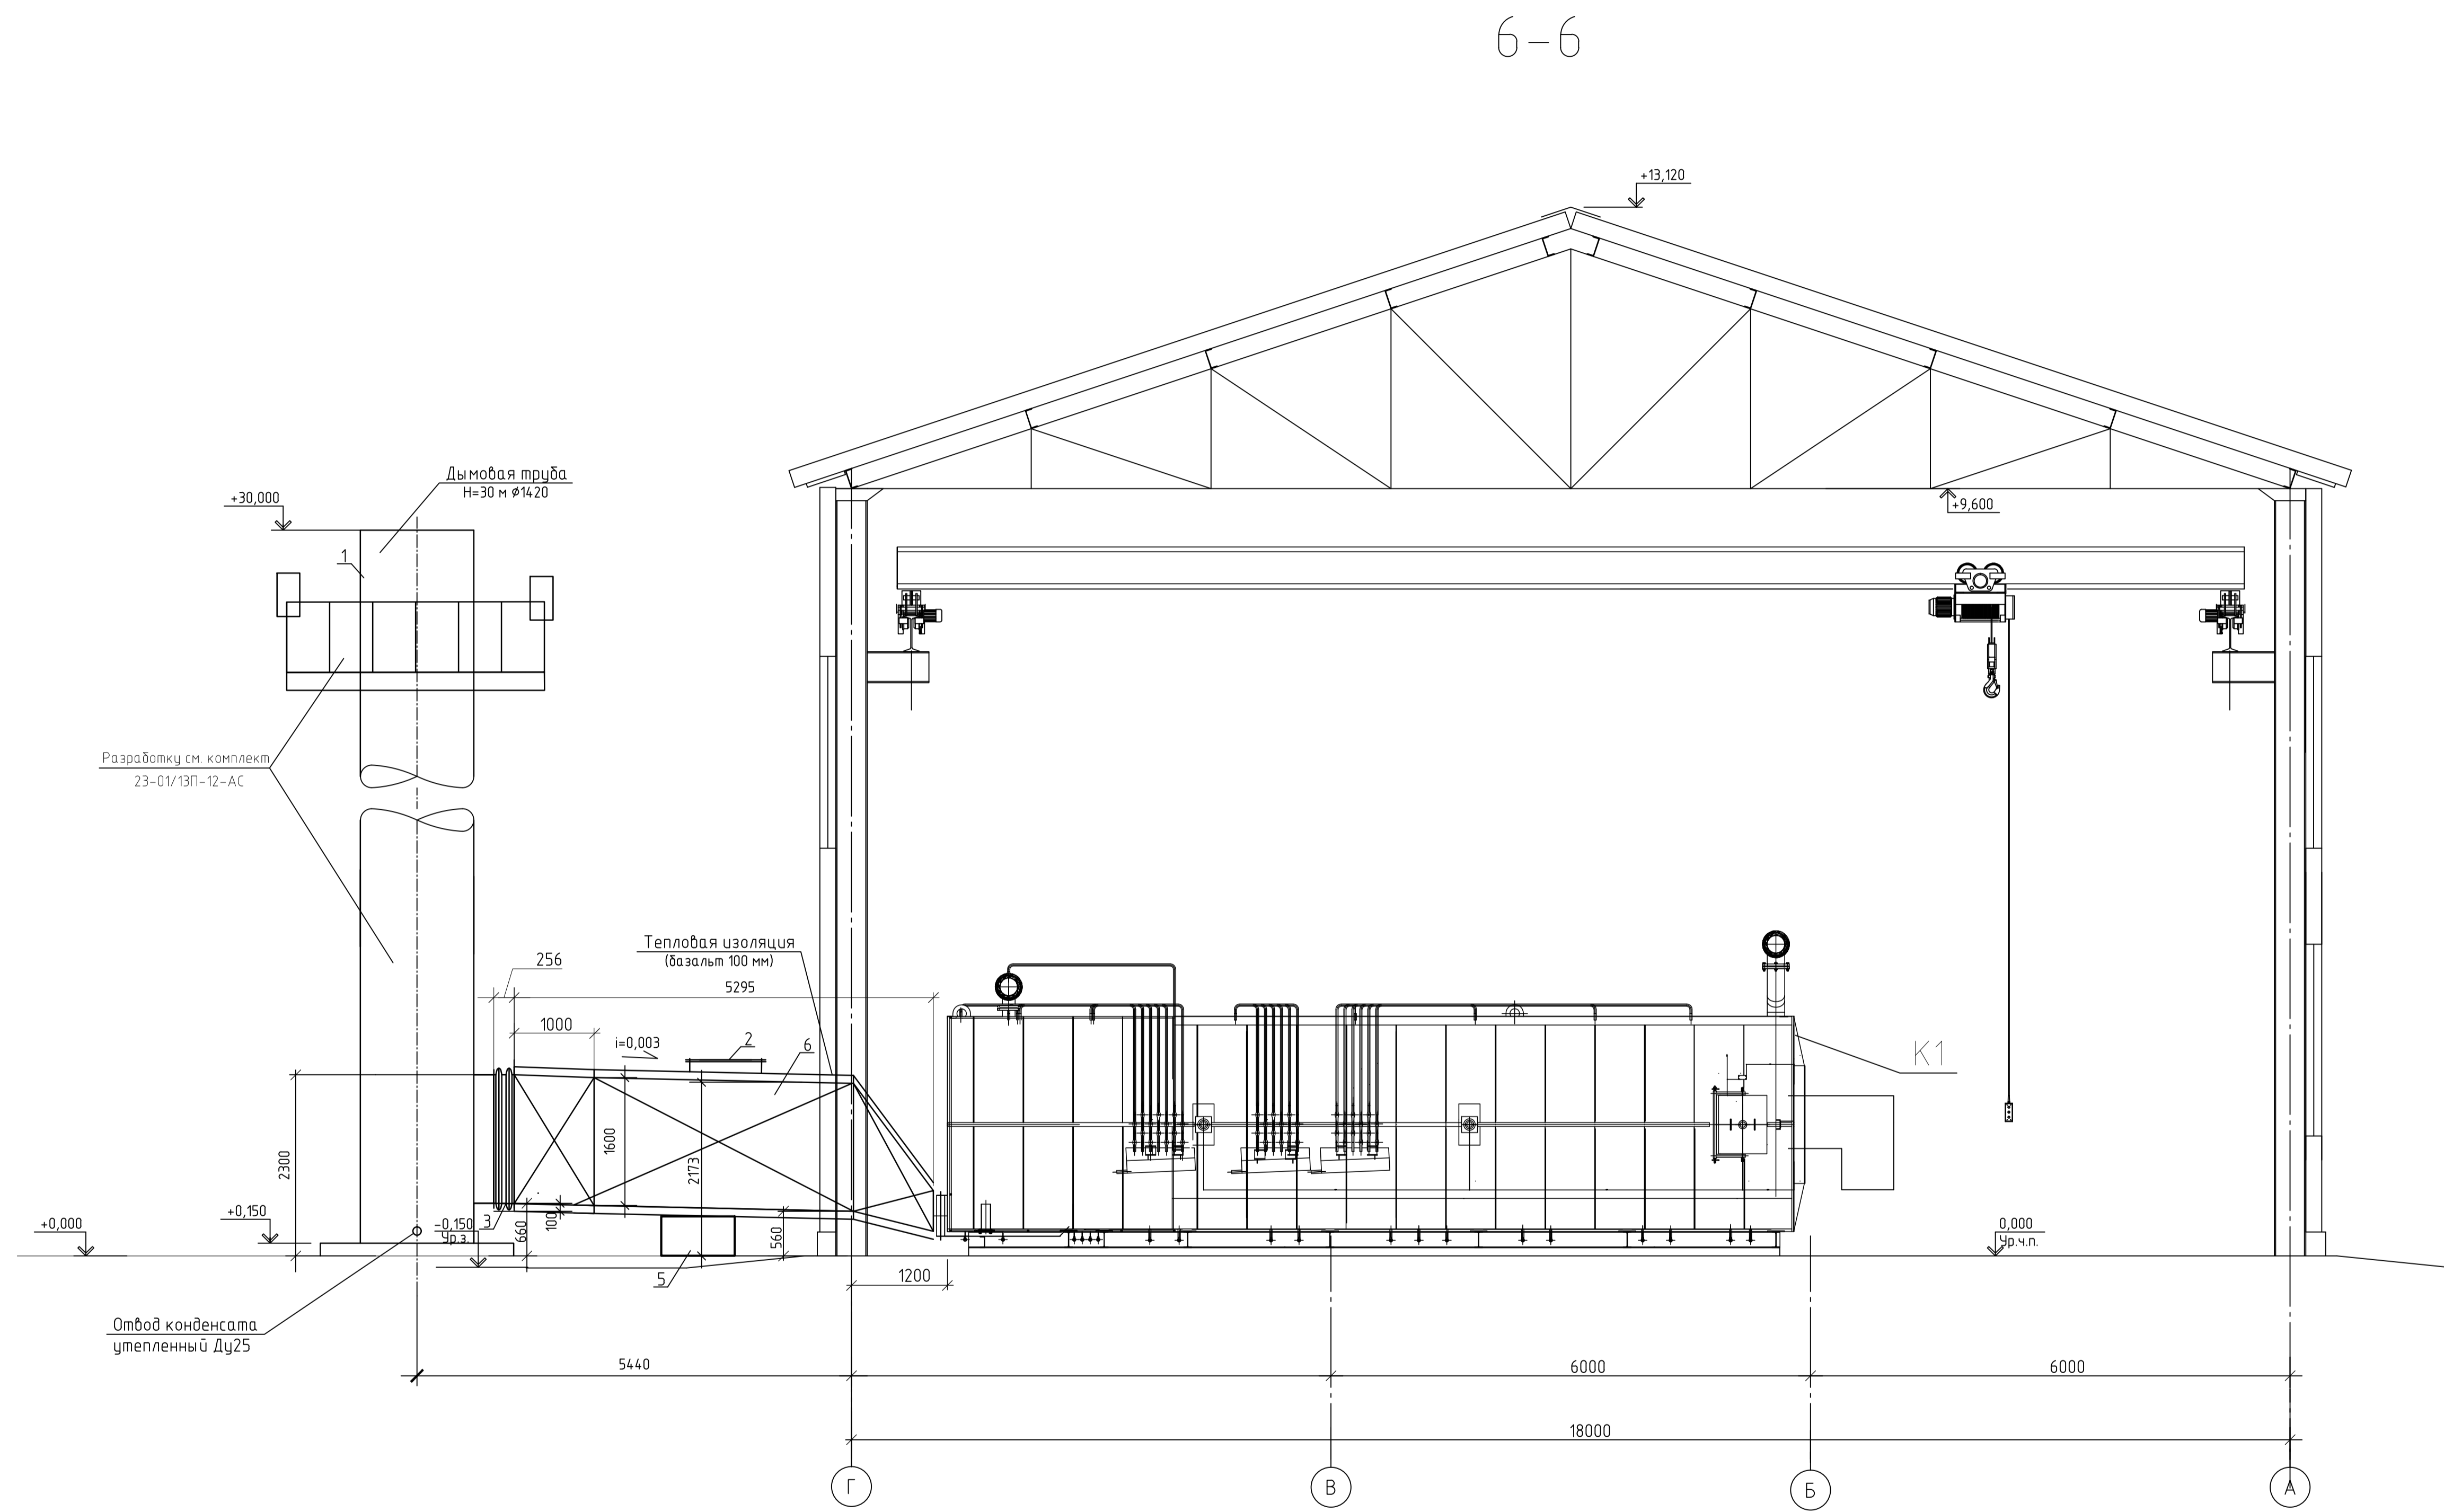 6-6
+13,120
Дымовая труба
H=30 м ⌀1420
+30,000
+9,600
1
Разработку см. комплект
23-01/13П-12-АС
Тепловая изоляция
(базальт 100 мм)
256
5295
1000
i=0,003
2
6
К1
1600
2173
2300
+0,150
+0,000
-0,150
Ур.з.
3
660
100
560
0,000
Ур.ч.п.
5
1200
Отвод конденсата
утепленный Ду25
5440
6000
6000
18000
Г
В
Б
А